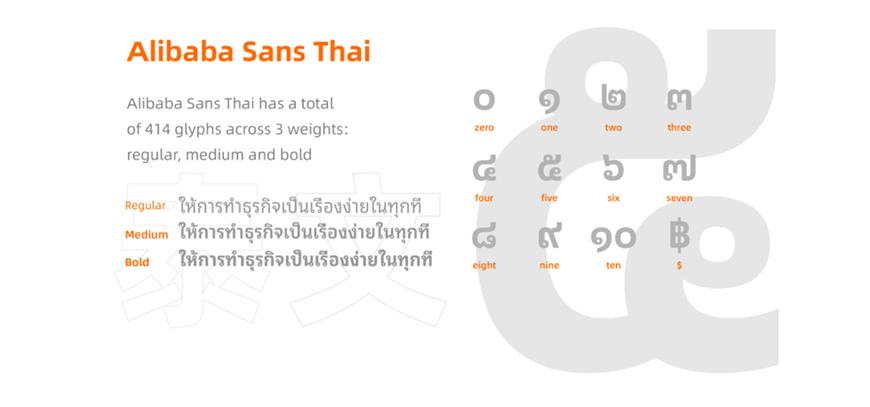 Alibaba Sans Thai
Alibaba Sans Thai has a total
of 414 glyphs across 3 weights:
regular, medium and bold
泰文
Regular ให้การทำธุรกิจเป็นเรื่องง่ายในทุกที่
Medium ให้การทำธุรกิจเป็นเรื่องง่ายในทุกที่
Bold ให้การทำธุรกิจเป็นเรื่องง่ายในทุกที่
๐ ๑ ๒ ๓
zero one two three
๔ ๕ ๖ ๗
four five six seven
๘ ๙ ๑๐ ฿
eight nine ten $
๕